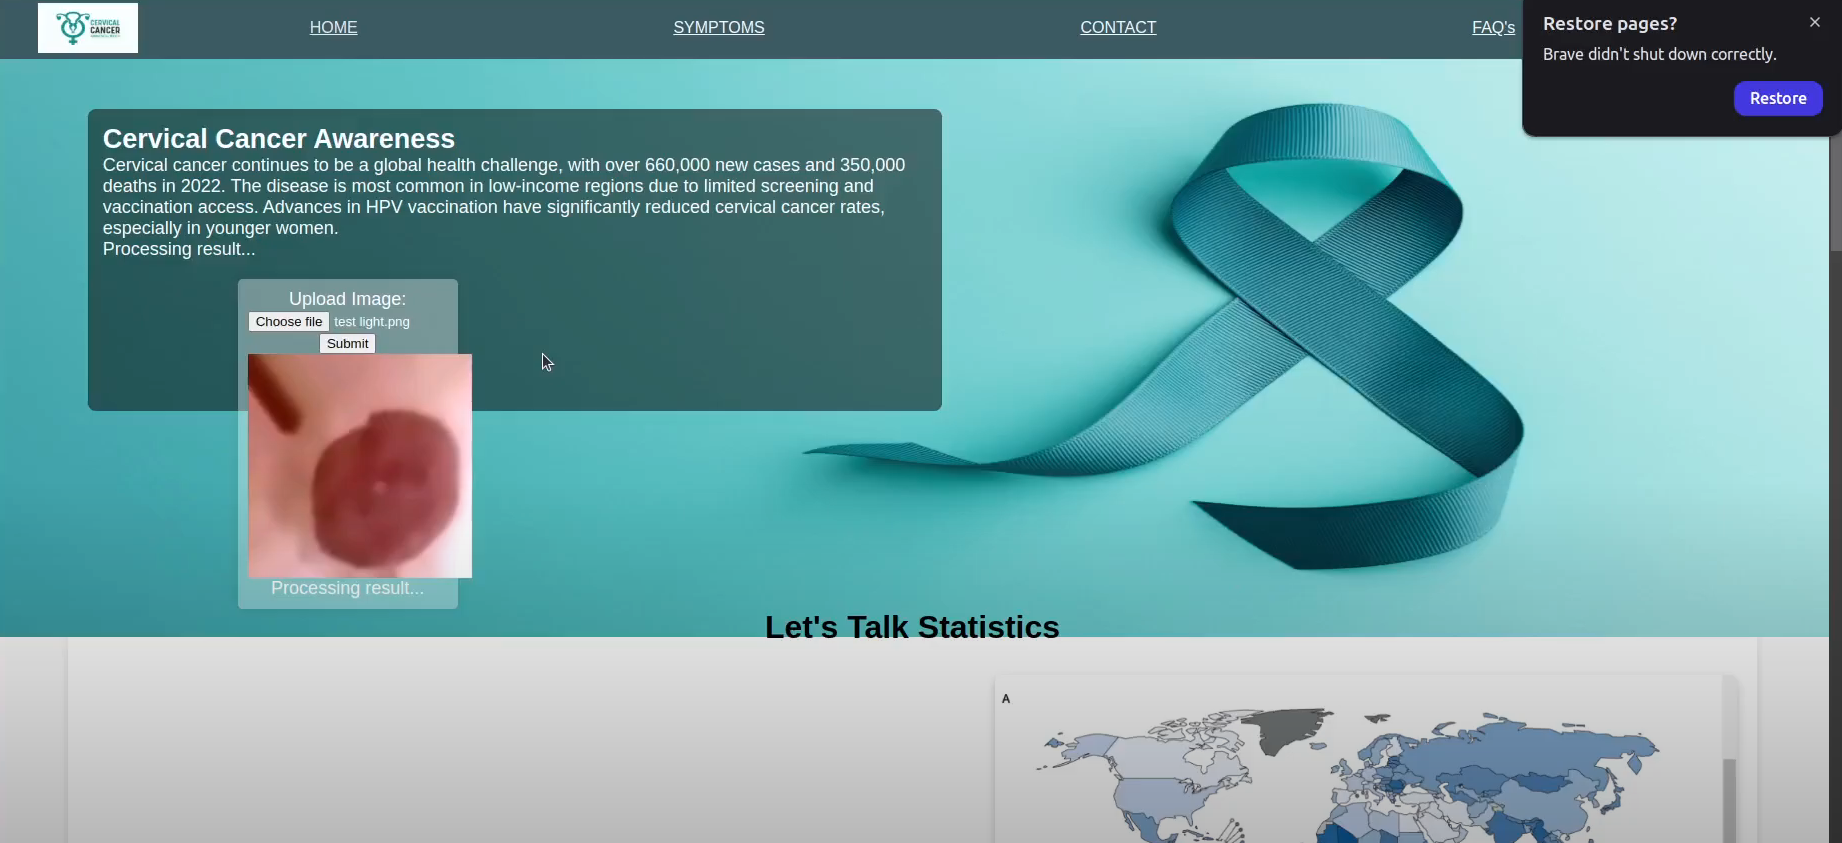 CERVICAL
CANCER
HOME
SYMPTOMS
CONTACT
FAQ's
Restore pages?
Brave didn't shut down correctly.
Restore
Cervical Cancer Awareness
Cervical cancer continues to be a global health challenge, with over 660,000 new cases and 350,000
deaths in 2022. The disease is most common in low-income regions due to limited screening and
vaccination access. Advances in HPV vaccination have significantly reduced cervical cancer rates,
especially in younger women.
Processing result...
Upload Image:
Choose file test light.png
Submit
Processing result...
Let's Talk Statistics
A